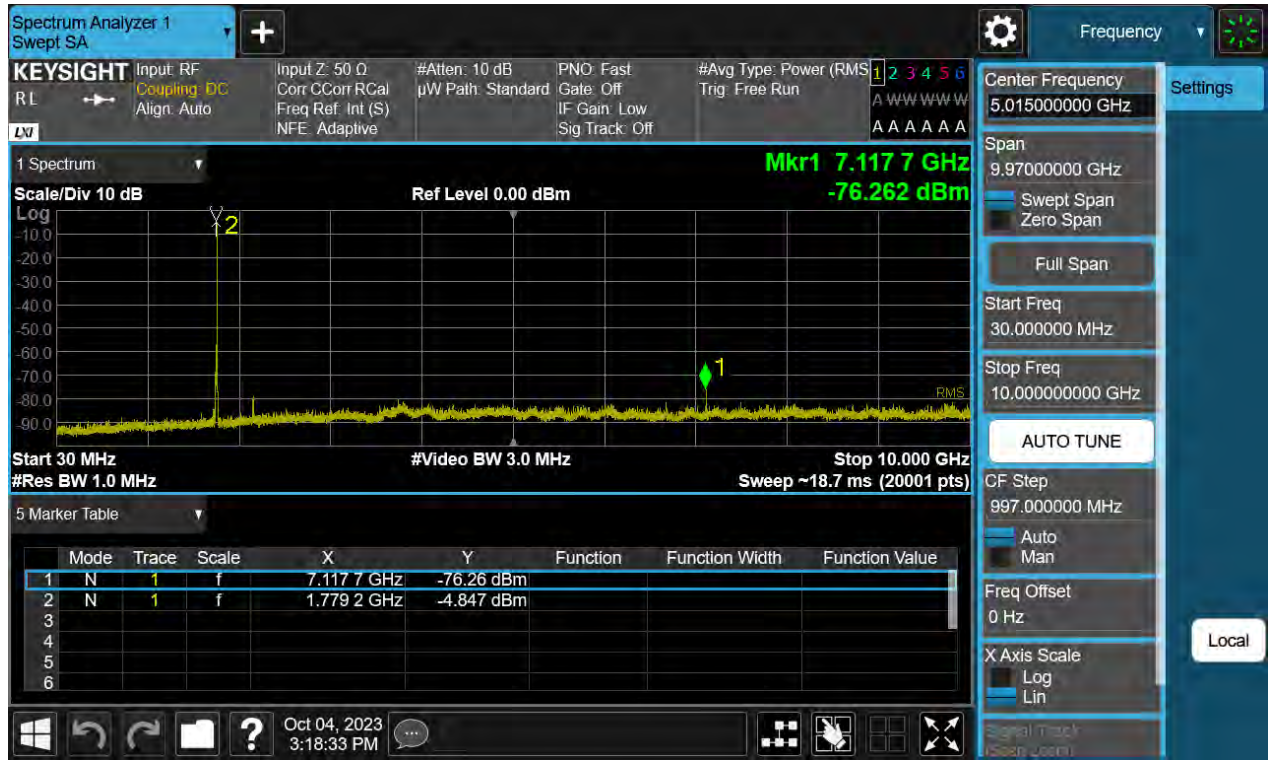 Spectrum Analyzer 1
Swept SA
+
Frequency
KEYSIGHT
RL
LXI
Input: RF
Coupling: DC
Align: Auto
Input Z: 50 Ω
Corr CCorr RCal
Freq Ref: Int (S)
NFE: Adaptive
#Atten: 10 dB
µW Path: Standard
PNO: Fast
Gate: Off
IF Gain: Low
Sig Track: Off
#Avg Type: Power (RMS
Trig: Free Run
1 2 3 4 5 6
A W W W W W
A A A A A A
1 Spectrum
Mkr1 7.117 7 GHz
-76.262 dBm
Scale/Div 10 dB
Ref Level 0.00 dBm
Log
-10.0
-20.0
-30.0
-40.0
-50.0
-60.0
-70.0
-80.0
-90.0
2
1
RMS
Start 30 MHz
#Video BW 3.0 MHz
Stop 10.000 GHz
#Res BW 1.0 MHz
Sweep ~18.7 ms (20001 pts)
5 Marker Table
Mode Trace Scale X Y Function Function Width Function Value
1 N 1 f 7.117 7 GHz -76.26 dBm
2 N 1 f 1.779 2 GHz -4.847 dBm
3
4
5
6
?
Oct 04, 2023
3:18:33 PM
Center Frequency
5.015000000 GHz
Settings
Span
9.97000000 GHz
Swept Span
Zero Span
Full Span
Start Freq
30.000000 MHz
Stop Freq
10.000000000 GHz
AUTO TUNE
CF Step
997.000000 MHz
Auto
Man
Freq Offset
0 Hz
X Axis Scale
Log
Lin
Local
Signal Track
(Span Zoom)